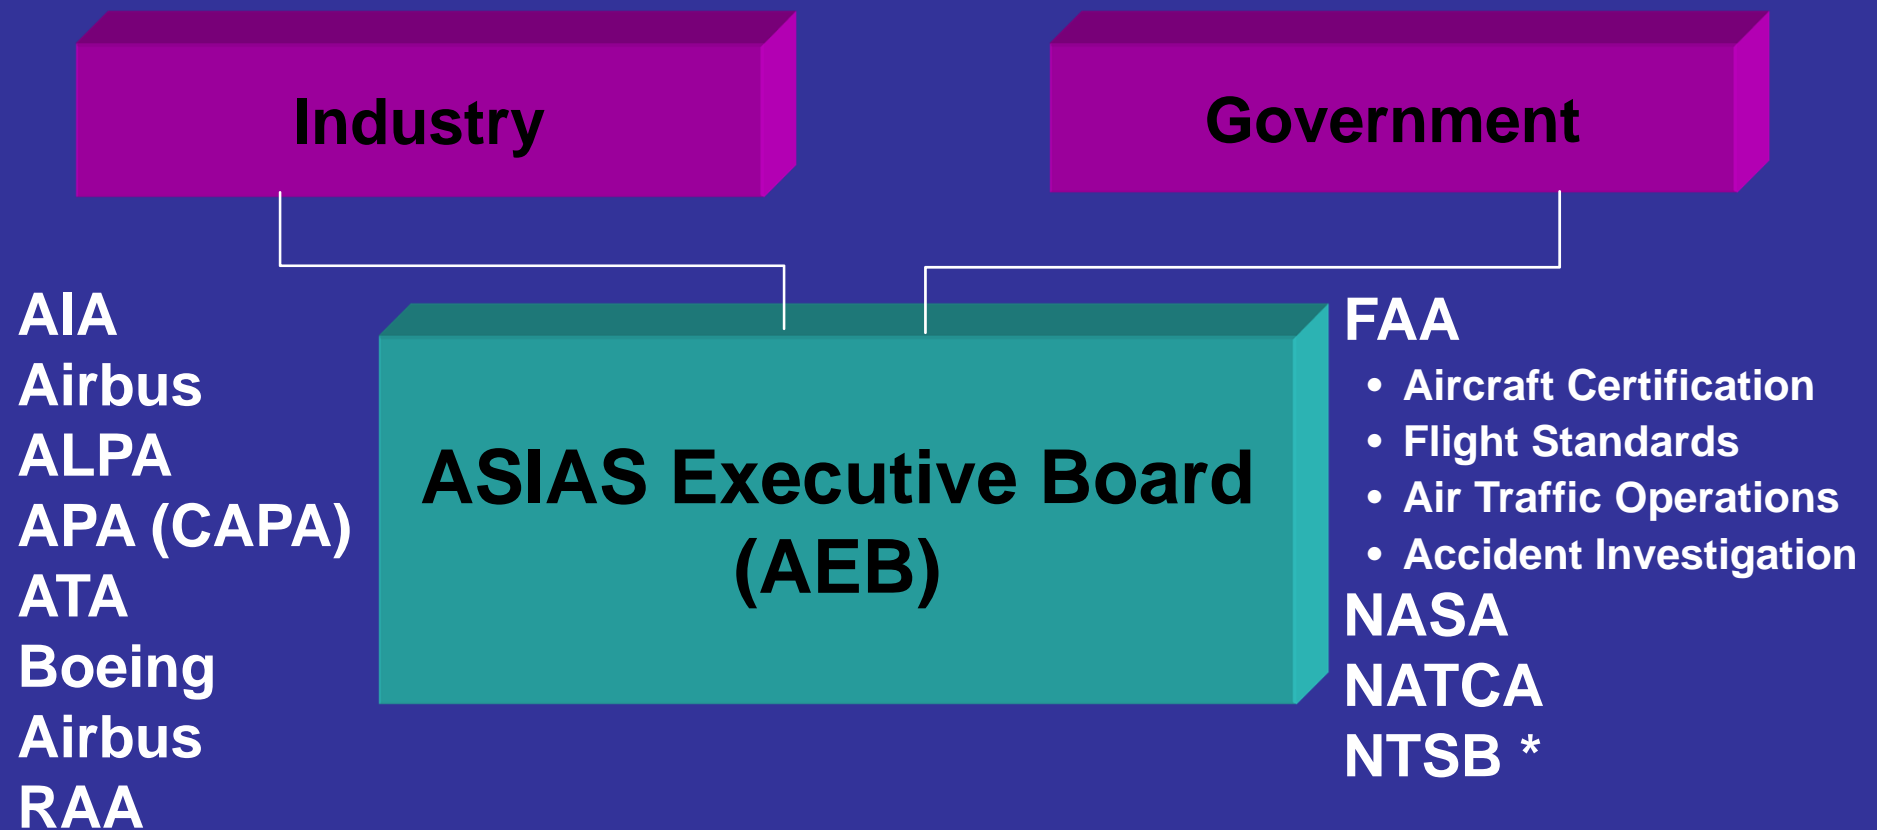 Industry
Government
AIA
Airbus
ALPA
APA (CAPA)
ATA
Boeing
Airbus
RAA
ASIAS Executive Board
(AEB)
FAA
• Aircraft Certification
• Flight Standards
• Air Traffic Operations
• Accident Investigation
NASA
NATCA
NTSB *